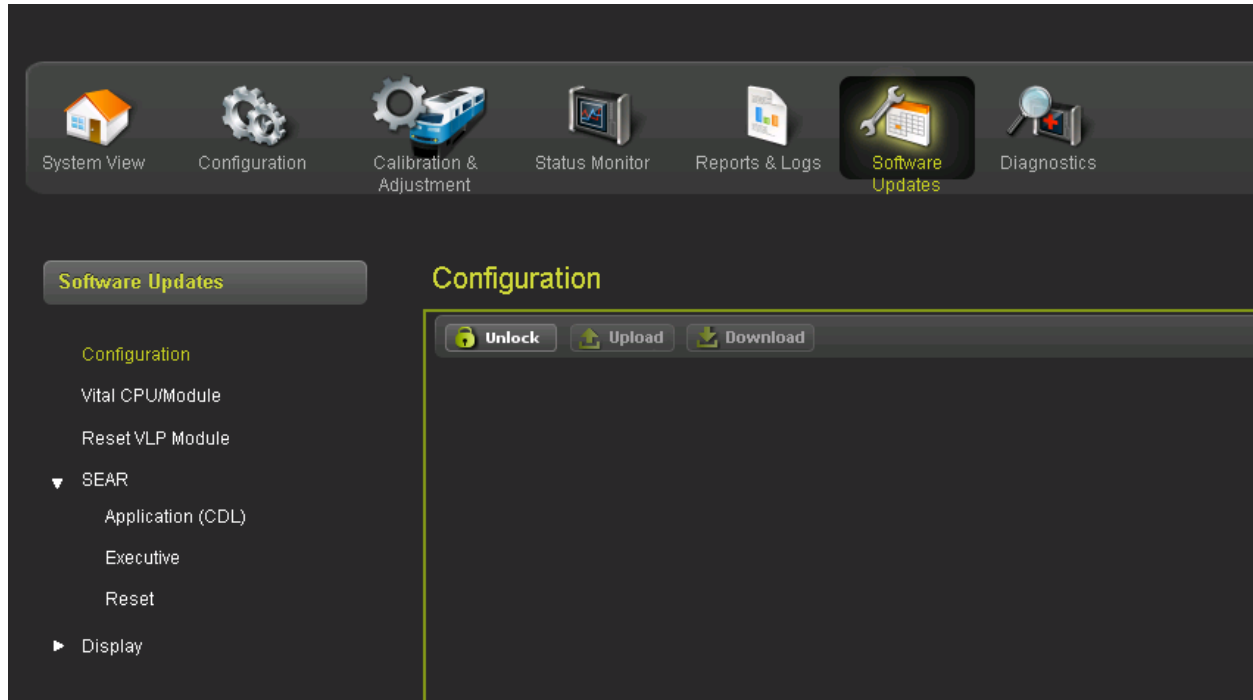 System View
Configuration
Calibration &
Adjustment
Status Monitor
Reports & Logs
Software
Updates
Diagnostics
Software Updates
Configuration
Vital CPU/Module
Reset VLP Module
SEAR
Application (CDL)
Executive
Reset
Display
Configuration
Unlock
Upload
Download